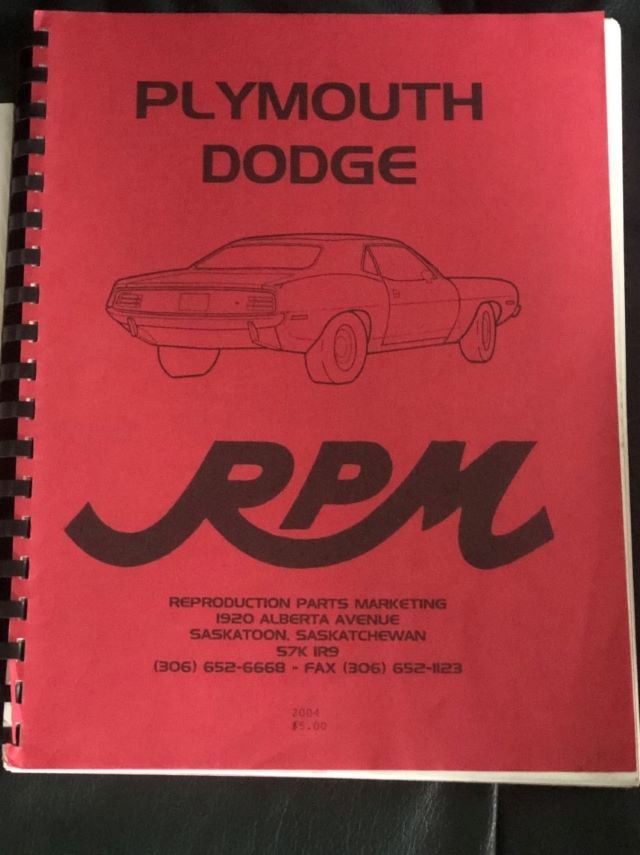 PLYMOUTH
DODGE
RPM
REPRODUCTION PARTS MARKETING
1920 ALBERTA AVENUE
SASKATOON, SASKATCHEWAN
S7K 1R9
(306) 652-6668 - FAX (306) 652-1123
2004
$5.00